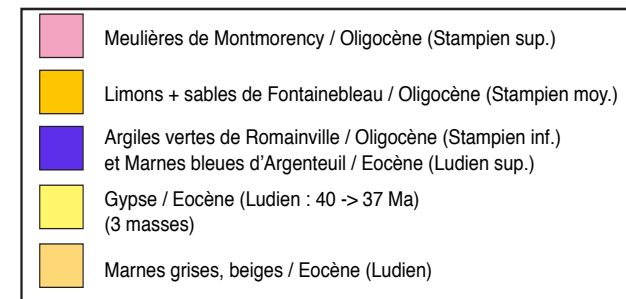 Meulières de Montmorency / Oligocène (Stampien sup.)
Limons + sables de Fontainebleau / Oligocène (Stampien moy.)
Argiles vertes de Romainville / Oligocène (Stampien inf.)
et Marnes bleues d'Argenteuil / Eocène (Ludien sup.)
Gypse / Eocène (Ludien : 40 -> 37 Ma)
(3 masses)
Marnes grises, beiges / Eocène (Ludien)